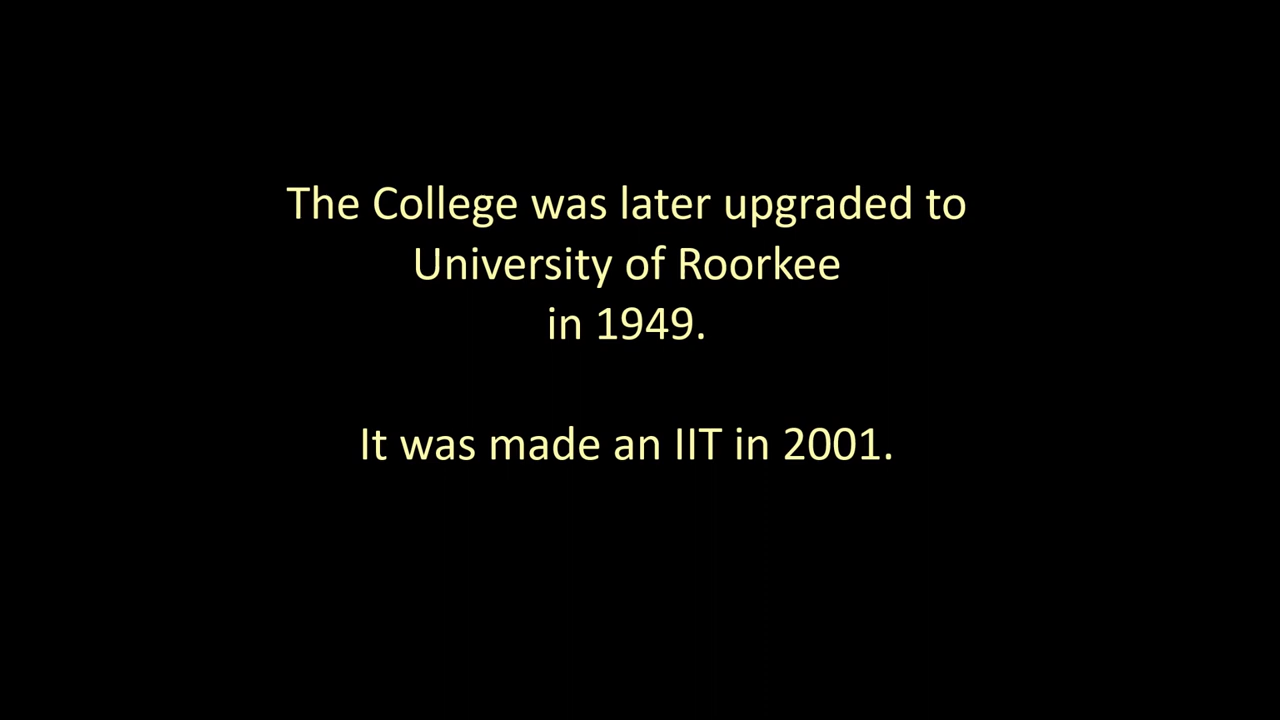 The College was later upgraded to
University of Roorkee
in 1949.
It was made an IIT in 2001.